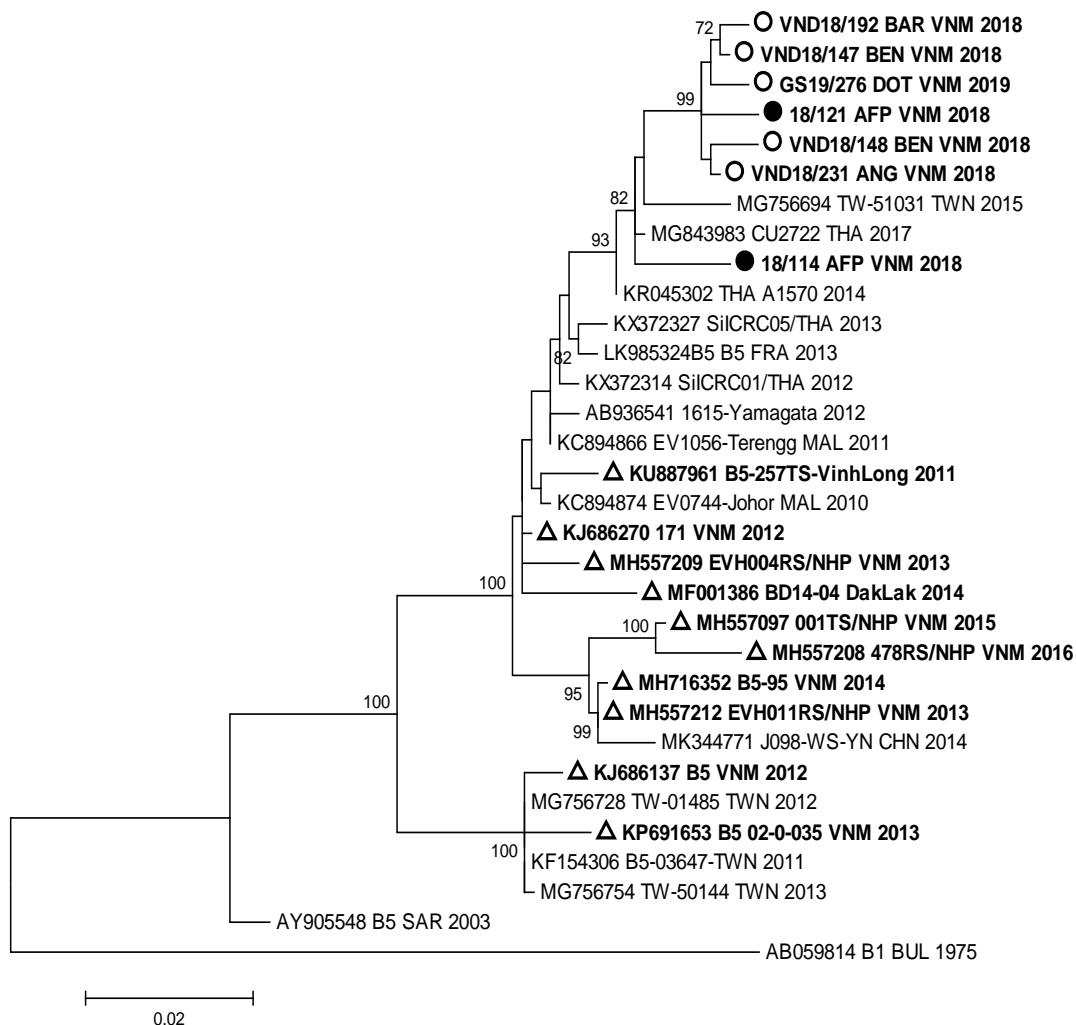 72
VND18/192 BAR VNM 2018
VND18/147 BEN VNM 2018
GS19/276 DOT VNM 2019
99
18/121 AFP VNM 2018
VND18/148 BEN VNM 2018
VND18/231 ANG VNM 2018
82
MG756694 TW-51031 TWN 2015
MG843983 CU2722 THA 2017
93
18/114 AFP VNM 2018
KR045302 THA A1570 2014
KX372327 SiICRC05/THA 2013
82
LK985324B5 B5 FRA 2013
KX372314 SiICRC01/THA 2012
AB936541 1615-Yamagata 2012
KC894866 EV1056-Terengg MAL 2011
KU887961 B5-257TS-VinhLong 2011
KC894874 EV0744-Johor MAL 2010
KJ686270 171 VNM 2012
MH557209 EVH004RS/NHP VNM 2013
100
MF001386 BD14-04 DakLak 2014
100
MH557097 001TS/NHP VNM 2015
MH557208 478RS/NHP VNM 2016
95
MH716352 B5-95 VNM 2014
100
MH557212 EVH011RS/NHP VNM 2013
99
MK344771 J098-WS-YN CHN 2014
KJ686137 B5 VNM 2012
MG756728 TW-01485 TWN 2012
KP691653 B5 02-0-035 VNM 2013
100
KF154306 B5-03647-TWN 2011
MG756754 TW-50144 TWN 2013
AY905548 B5 SAR 2003
AB059814 B1 BUL 1975
0.02